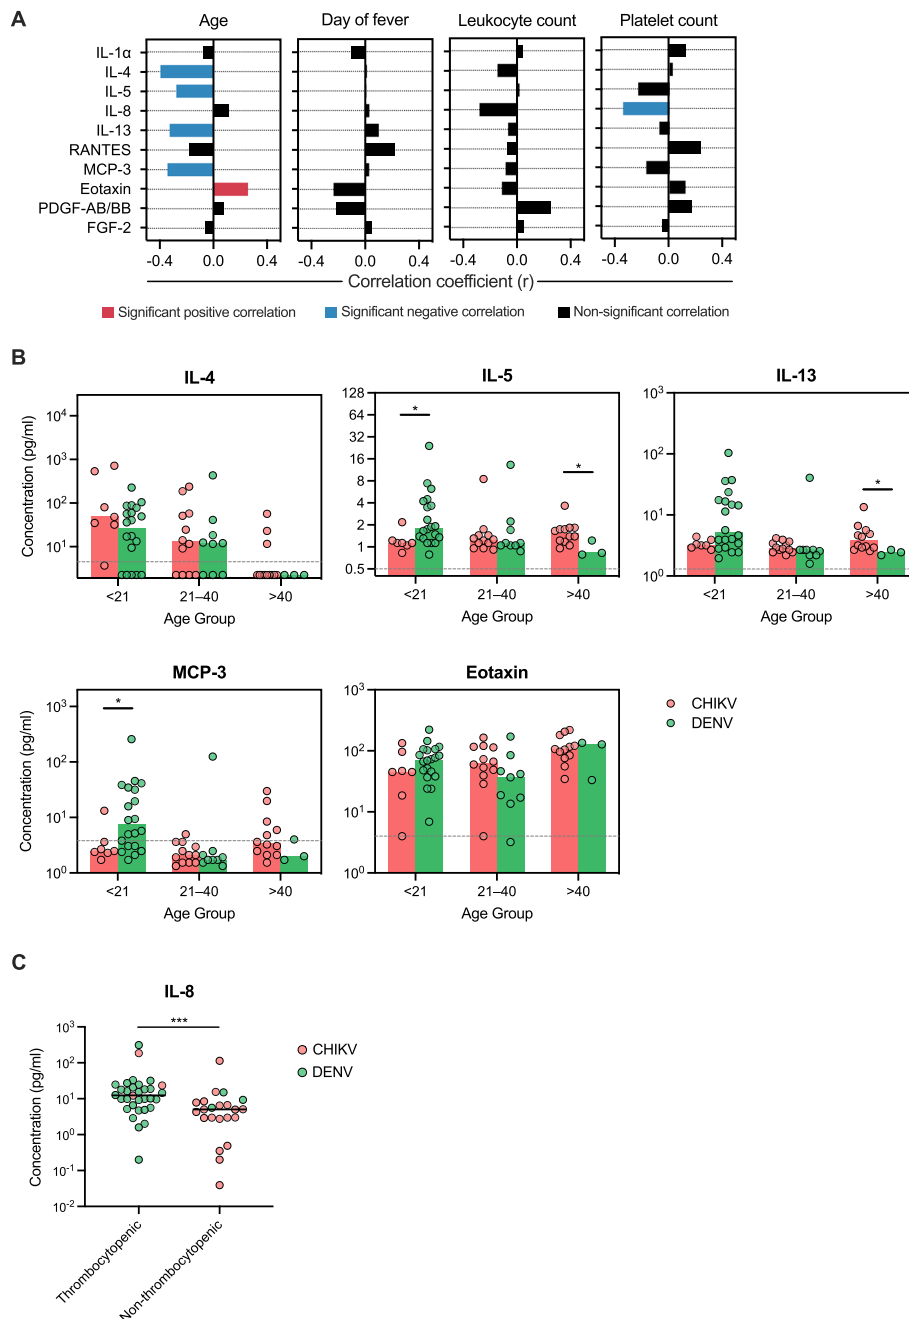 A
Age Day of fever Leukocyte count Platelet count
IL-1α
IL-4
IL-5
IL-8
IL-13
RANTES
MCP-3
Eotaxin
PDGF-AB/BB
FGF-2
-0.4 0.0 0.4 -0.4 0.0 0.4 -0.4 0.0 0.4 -0.4 0.0 0.4
Correlation coefficient (r)
Significant positive correlation Significant negative correlation Non-significant correlation
B
IL-4
Concentration (pg/ml)
10⁴
10³
10²
10¹
<21 21–40 >40
Age Group
IL-5
128
64
32
16
8
4
2
1
0.5
*
*
<21 21–40 >40
Age Group
IL-13
10³
10²
10¹
10⁰
*
<21 21–40 >40
Age Group
MCP-3
Concentration (pg/ml)
10³
10²
10¹
10⁰
*
<21 21–40 >40
Age Group
Eotaxin
10³
10²
10¹
10⁰
<21 21–40 >40
Age Group
CHIKV
DENV
C
IL-8
Concentration (pg/ml)
10³
10²
10¹
10⁰
10⁻¹
10⁻²
***
Thrombocytopenic
Non-thrombocytopenic
CHIKV
DENV